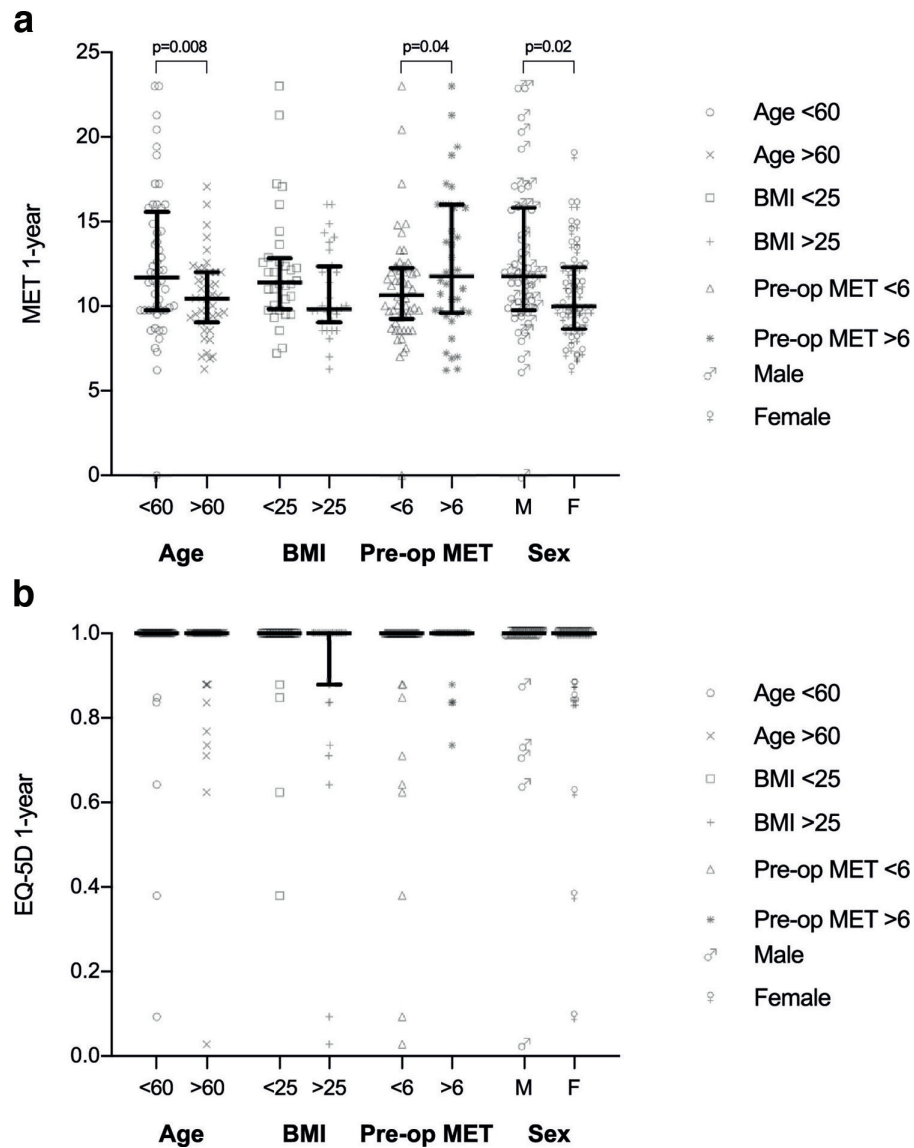 a
p=0.008 p=0.04 p=0.02
25
20
15
10
5
0
MET 1-year
<60 >60 <25 >25 <6 >6 M F
Age BMI Pre-op MET Sex
Age <60
Age >60
BMI <25
BMI >25
Pre-op MET <6
Pre-op MET >6
Male
Female
b
1.0
0.8
0.6
0.4
0.2
0.0
EQ-5D 1-year
<60 >60 <25 >25 <6 >6 M F
Age BMI Pre-op MET Sex
Age <60
Age >60
BMI <25
BMI >25
Pre-op MET <6
Pre-op MET >6
Male
Female